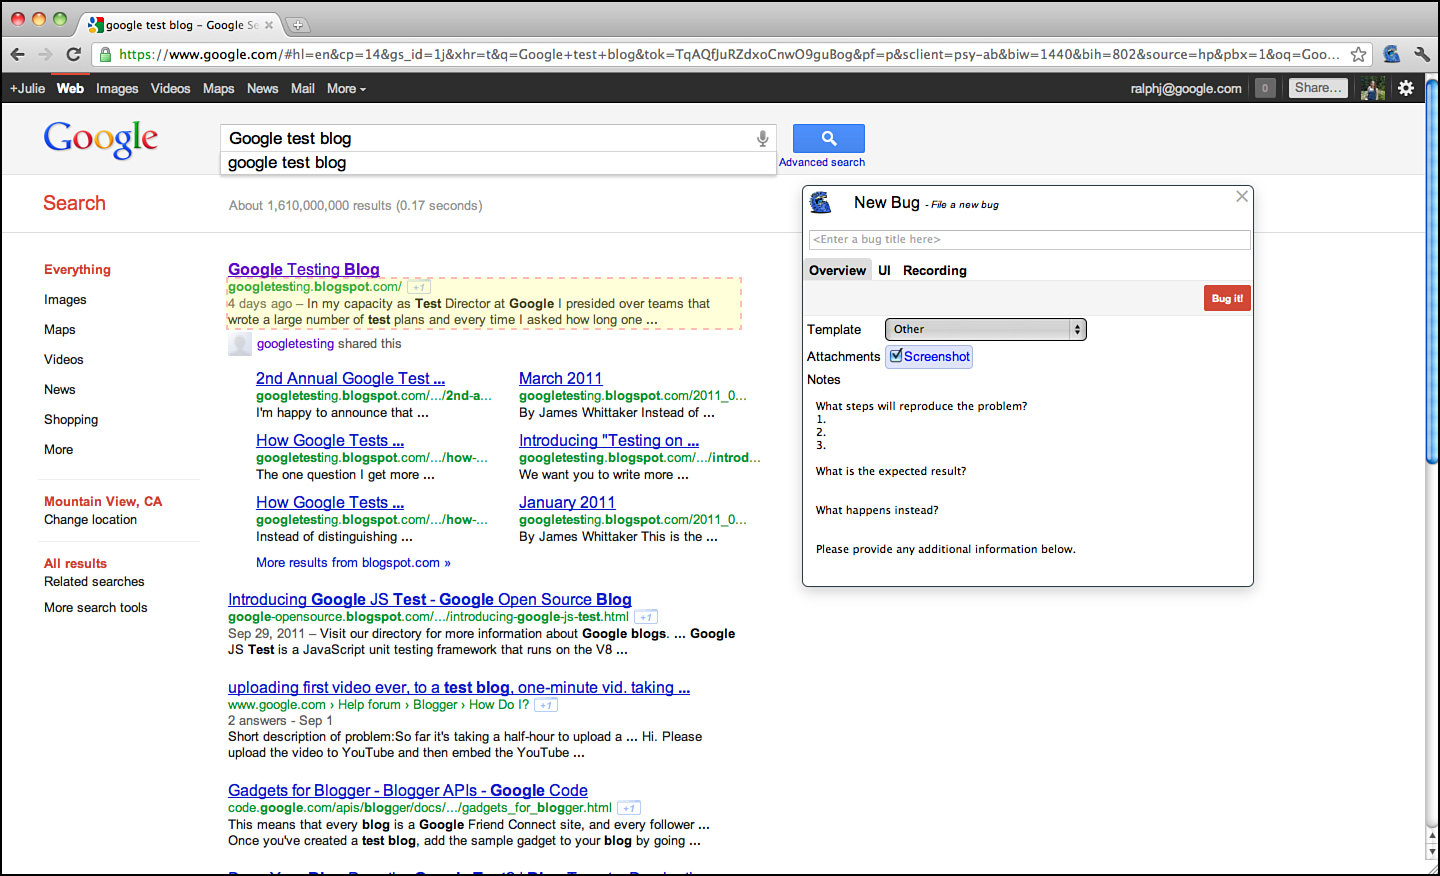 google test blog – Google Se
https://www.google.com/#hl=en&cp=14&gs_id=1j&xhr=t&q=Google+test+blog&tok=TqAQfJuRZdxoCnwO9guBog&pf=p&sclient=psy-ab&biw=1440&bih=802&source=hp&pbx=1&oq=Goo...
+Julie Web Images Videos Maps News Mail More ralphj@google.com 0 Share...
Google
Google test blog
google test blog
Advanced search
Search
About 1,610,000,000 results (0.17 seconds)
Everything
Images
Maps
Videos
News
Shopping
More
Mountain View, CA
Change location
All results
Related searches
More search tools
Google Testing Blog
googletesting.blogspot.com/ +1
4 days ago – In my capacity as Test Director at Google I presided over teams that
wrote a large number of test plans and every time I asked how long one ...
googletesting shared this
2nd Annual Google Test ...
googletesting.blogspot.com/.../2nd-a...
I'm happy to announce that ...
March 2011
googletesting.blogspot.com/2011_0...
By James Whittaker Instead of ...
How Google Tests ...
googletesting.blogspot.com/.../how-...
The one question I get more ...
Introducing "Testing on ...
googletesting.blogspot.com/.../introd...
We want you to write more ...
How Google Tests ...
googletesting.blogspot.com/.../how-...
Instead of distinguishing ...
January 2011
googletesting.blogspot.com/2011_0...
By James Whittaker This is the ...
More results from blogspot.com »
Introducing Google JS Test - Google Open Source Blog
google-opensource.blogspot.com/.../introducing-google-js-test.html +1
Sep 29, 2011 – Visit our directory for more information about Google blogs. ... Google
JS Test is a JavaScript unit testing framework that runs on the V8 ...
uploading first video ever, to a test blog, one-minute vid. taking ...
www.google.com › Help forum › Blogger › How Do I? +1
2 answers - Sep 1
Short description of problem:So far it's taking a half-hour to upload a ... Hi. Please
upload the video to YouTube and then embed the YouTube ...
Gadgets for Blogger - Blogger APIs - Google Code
code.google.com/apis/blogger/docs/.../gadgets_for_blogger.html +1
This means that every blog is a Google Friend Connect site, and every follower ...
Once you've created a test blog, add the sample gadget to your blog by going ...
New Bug - File a new bug
<Enter a bug title here>
Overview UI Recording
Bug it!
Template Other
Attachments Screenshot
Notes
What steps will reproduce the problem?
1.
2.
3.
What is the expected result?
What happens instead?
Please provide any additional information below.